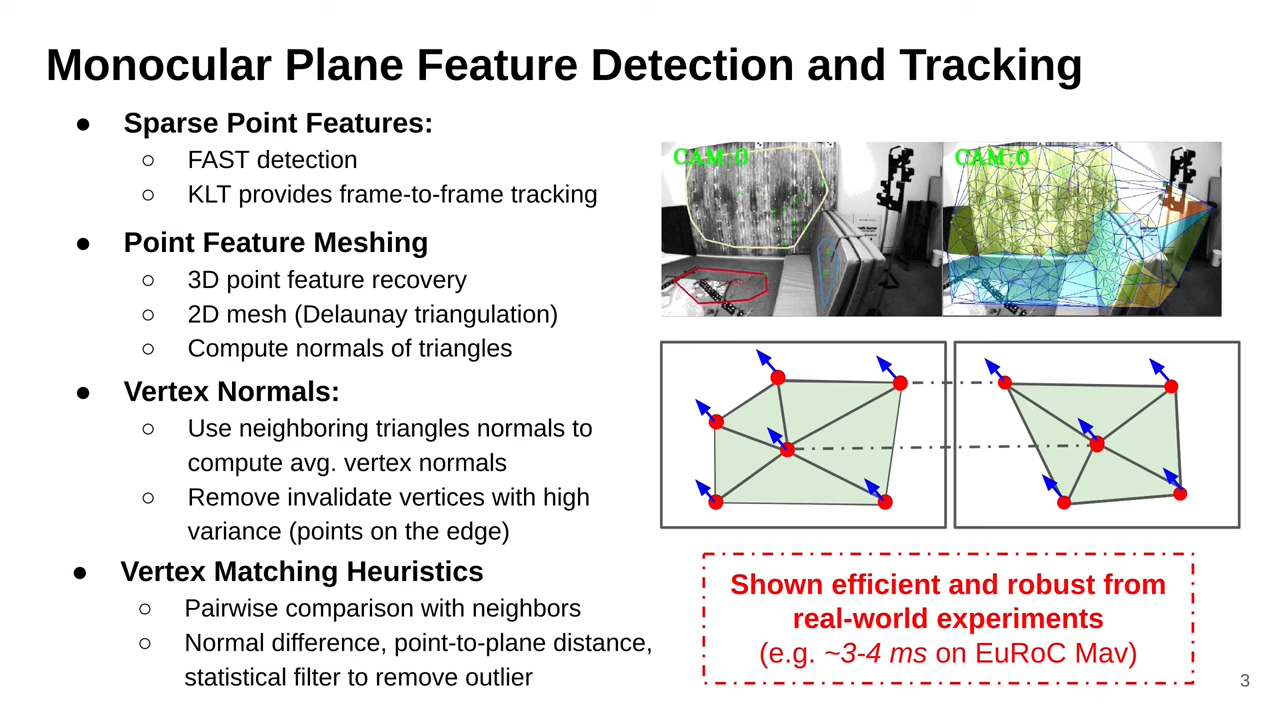 Monocular Plane Feature Detection and Tracking
● Sparse Point Features:
○ FAST detection
○ KLT provides frame-to-frame tracking
● Point Feature Meshing
○ 3D point feature recovery
○ 2D mesh (Delaunay triangulation)
○ Compute normals of triangles
● Vertex Normals:
○ Use neighboring triangles normals to
compute avg. vertex normals
○ Remove invalidate vertices with high
variance (points on the edge)
● Vertex Matching Heuristics
○ Pairwise comparison with neighbors
○ Normal difference, point-to-plane distance,
statistical filter to remove outlier
CAM:0
CAM:0
Shown efficient and robust from
real-world experiments
(e.g. ~3-4 ms on EuRoC Mav)
3